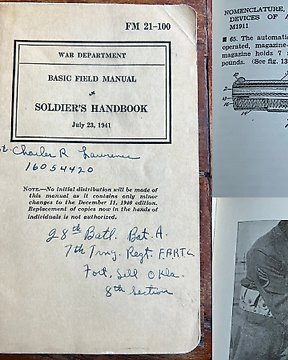 FM 21-100
WAR DEPARTMENT
BASIC FIELD MANUAL
SOLDIER'S HANDBOOK
July 23, 1941
Charles R Lawrence
16054420
NOTE.—No initial distribution will be made of
this manual as it contains only minor
changes to the December 11, 1940 edition.
Replacement of copies now in the hands of
individuals is not authorized.
28th Batl. Bat. A.
7th Trng. Regt. F.A.R.T.C.
Fort Sill Okla.
8th Section
NOMENCLATURE,
DEVICES OF A
M1911
■ 65. The automatic
operated, magazine-
magazine holds 7
pounds. (See fig. 13